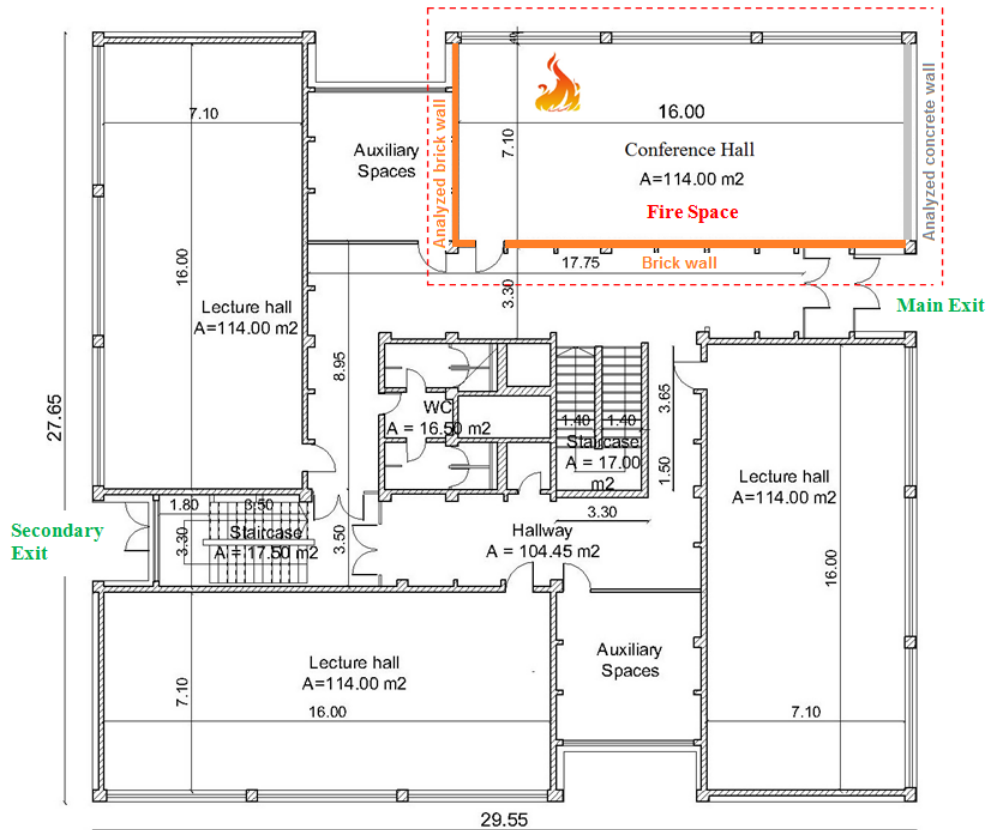 7.10
Auxiliary
Spaces
Analyzed brick wall
7.10
16.00
Conference Hall
A=114.00 m2
Fire Space
Analyzed concrete wall
Brick wall
17.75
3.30
Main Exit
16.00
Lecture hall
A=114.00 m2
8.95
27.65
WC
A = 16.50 m2
1.40
1.40
Staircase
A = 17.00
m2
3.65
1.50
3.30
Lecture hall
A=114.00 m2
16.00
7.10
Secondary
Exit
1.80
3.50
3.30
Staircase
A = 17.50 m2
3.50
Hallway
A = 104.45 m2
Lecture hall
A=114.00 m2
7.10
16.00
Auxiliary
Spaces
29.55